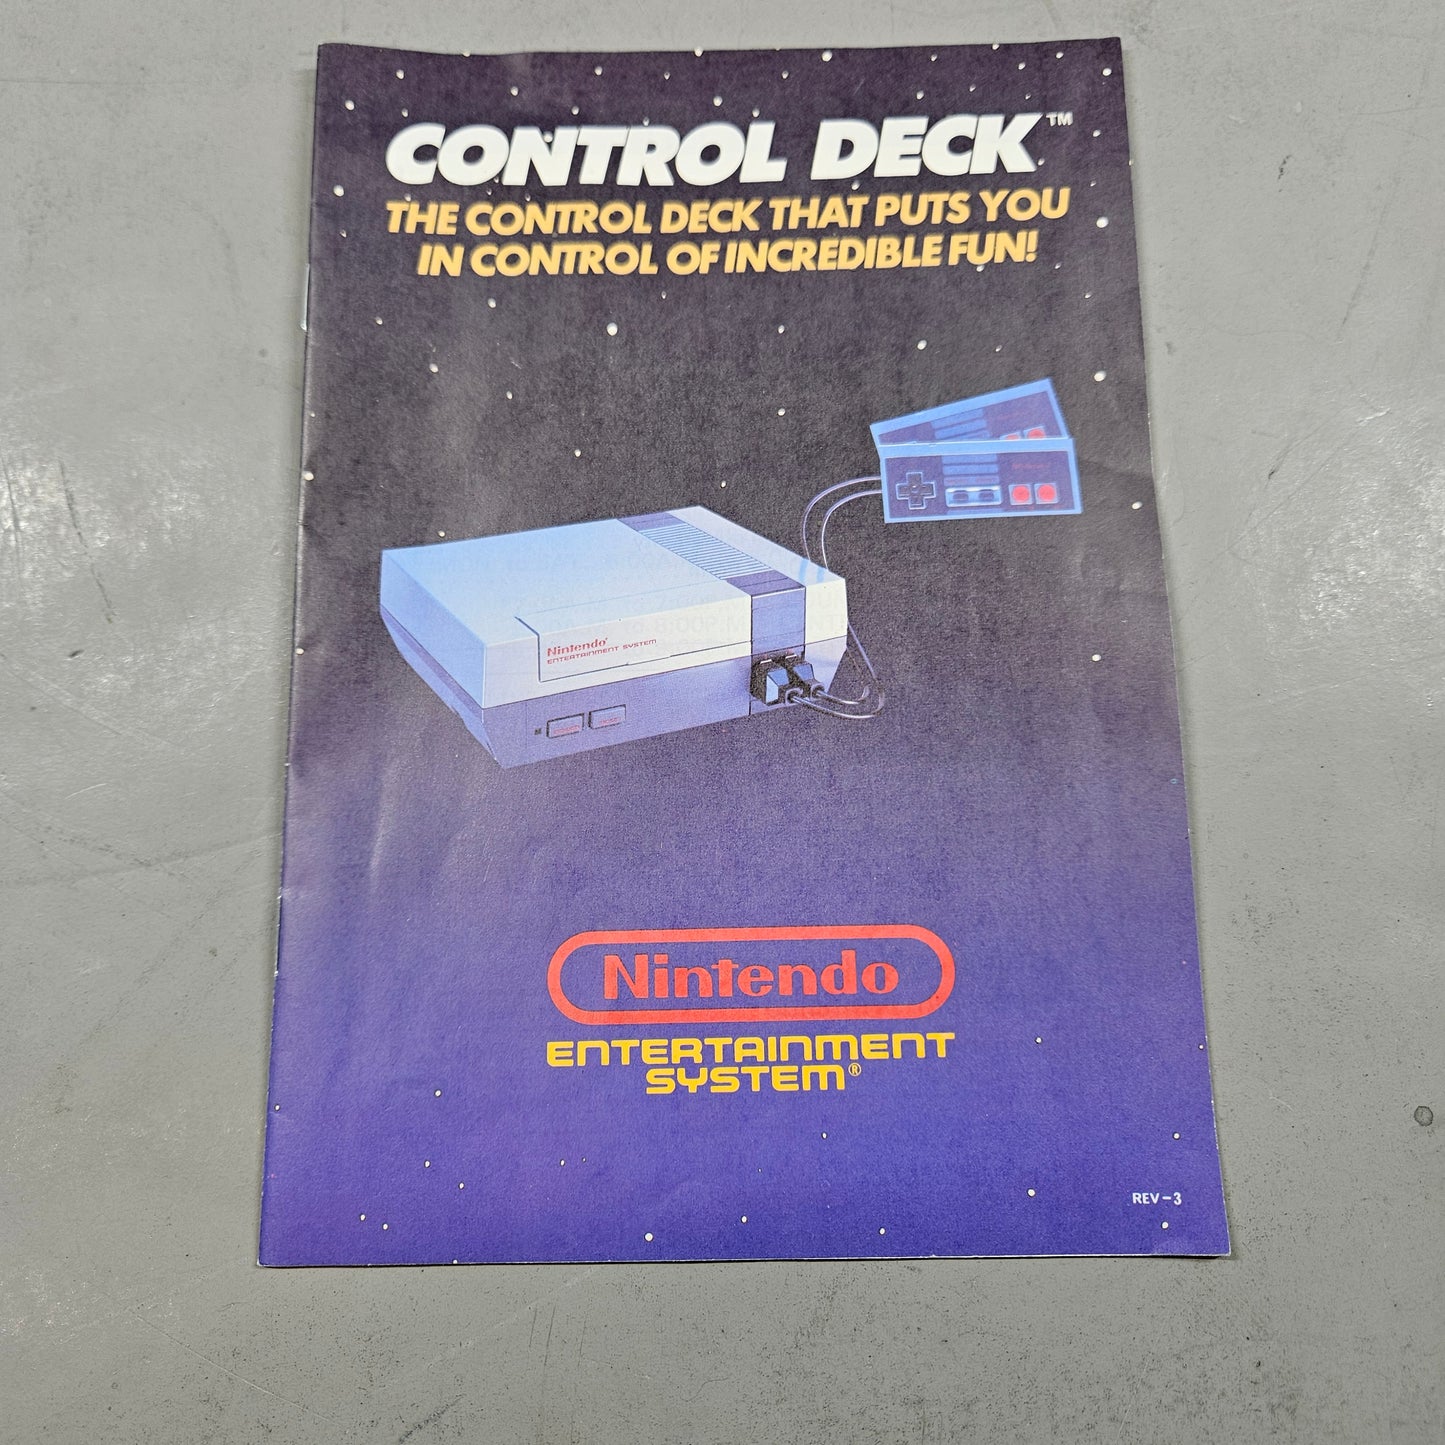 CONTROL DECK™
THE CONTROL DECK THAT PUTS YOU
IN CONTROL OF INCREDIBLE FUN!
Nintendo®
ENTERTAINMENT SYSTEM
Nintendo
ENTERTAINMENT
SYSTEM®
REV-3